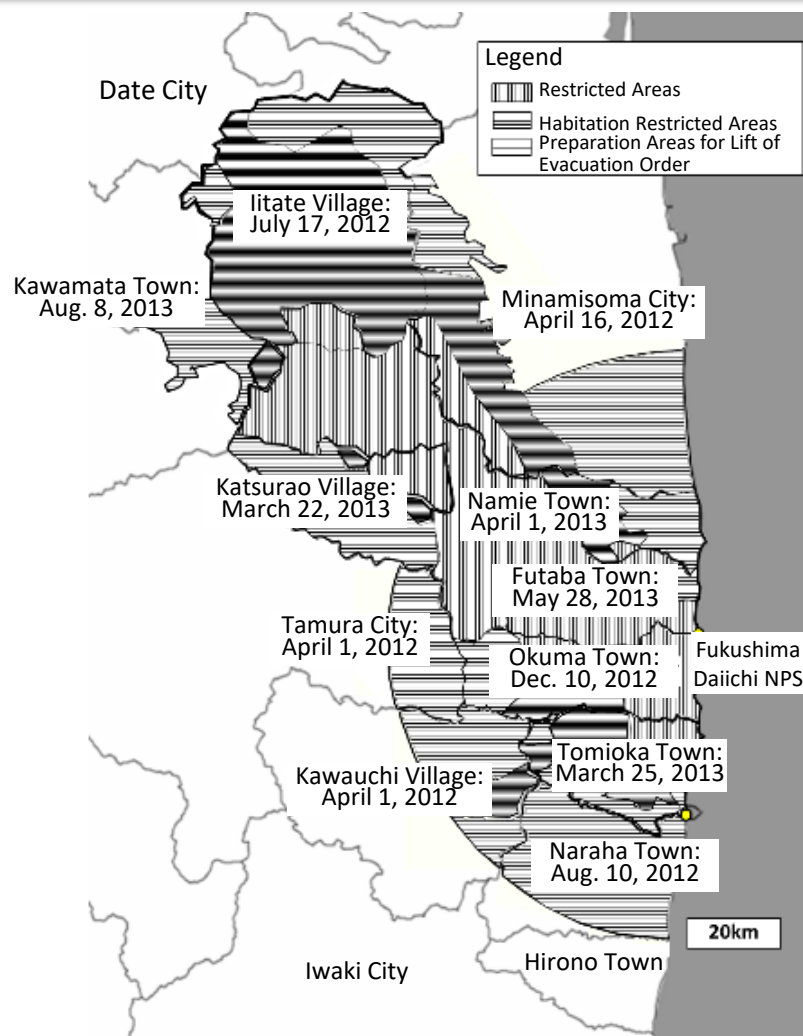 Legend
Restricted Areas
Habitation Restricted Areas
Preparation Areas for Lift of
Evacuation Order
Date City
Iitate Village:
July 17, 2012
Kawamata Town:
Aug. 8, 2013
Minamisoma City:
April 16, 2012
Katsurao Village:
March 22, 2013
Namie Town:
April 1, 2013
Futaba Town:
May 28, 2013
Tamura City:
April 1, 2012
Okuma Town:
Dec. 10, 2012
Fukushima
Daiichi NPS
Tomioka Town:
March 25, 2013
Kawauchi Village:
April 1, 2012
Naraha Town:
Aug. 10, 2012
20km
Hirono Town
Iwaki City